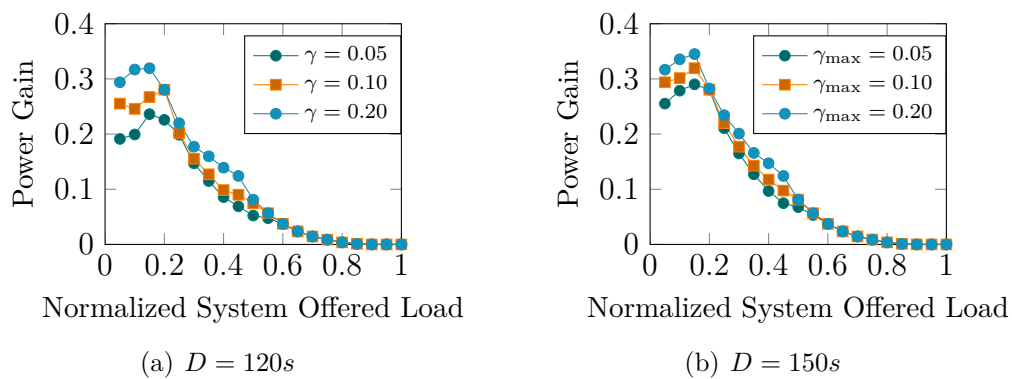 0.4
0.3
0.2
0.1
0
Power Gain
γ = 0.05
γ = 0.10
γ = 0.20
0 0.2 0.4 0.6 0.8 1
Normalized System Offered Load
(a) D = 120s
0.4
0.3
0.2
0.1
0
Power Gain
γmax = 0.05
γmax = 0.10
γmax = 0.20
0 0.2 0.4 0.6 0.8 1
Normalized System Offered Load
(b) D = 150s